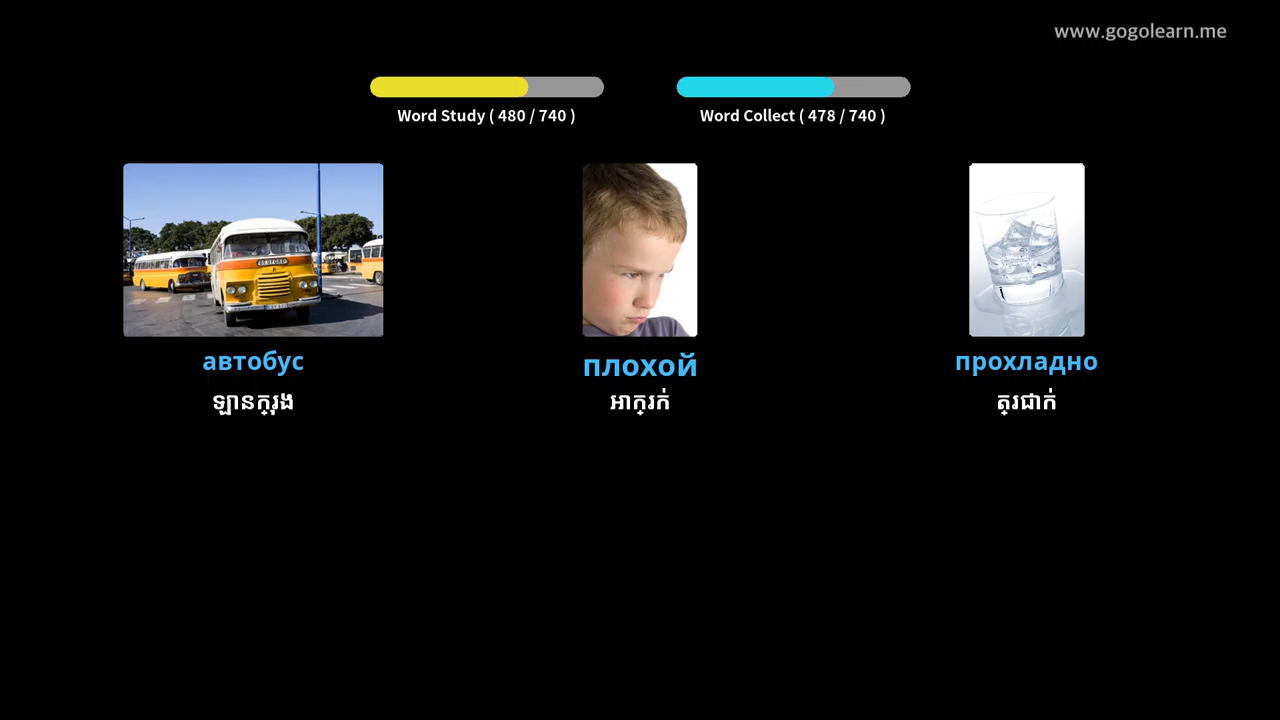 www.gogolearn.me
Word Study ( 480 / 740 )
Word Collect ( 478 / 740 )
BEDFORD
автобус
плохой
прохладно
ឡានក្រុង
អាក្រក់
ត្រជាក់